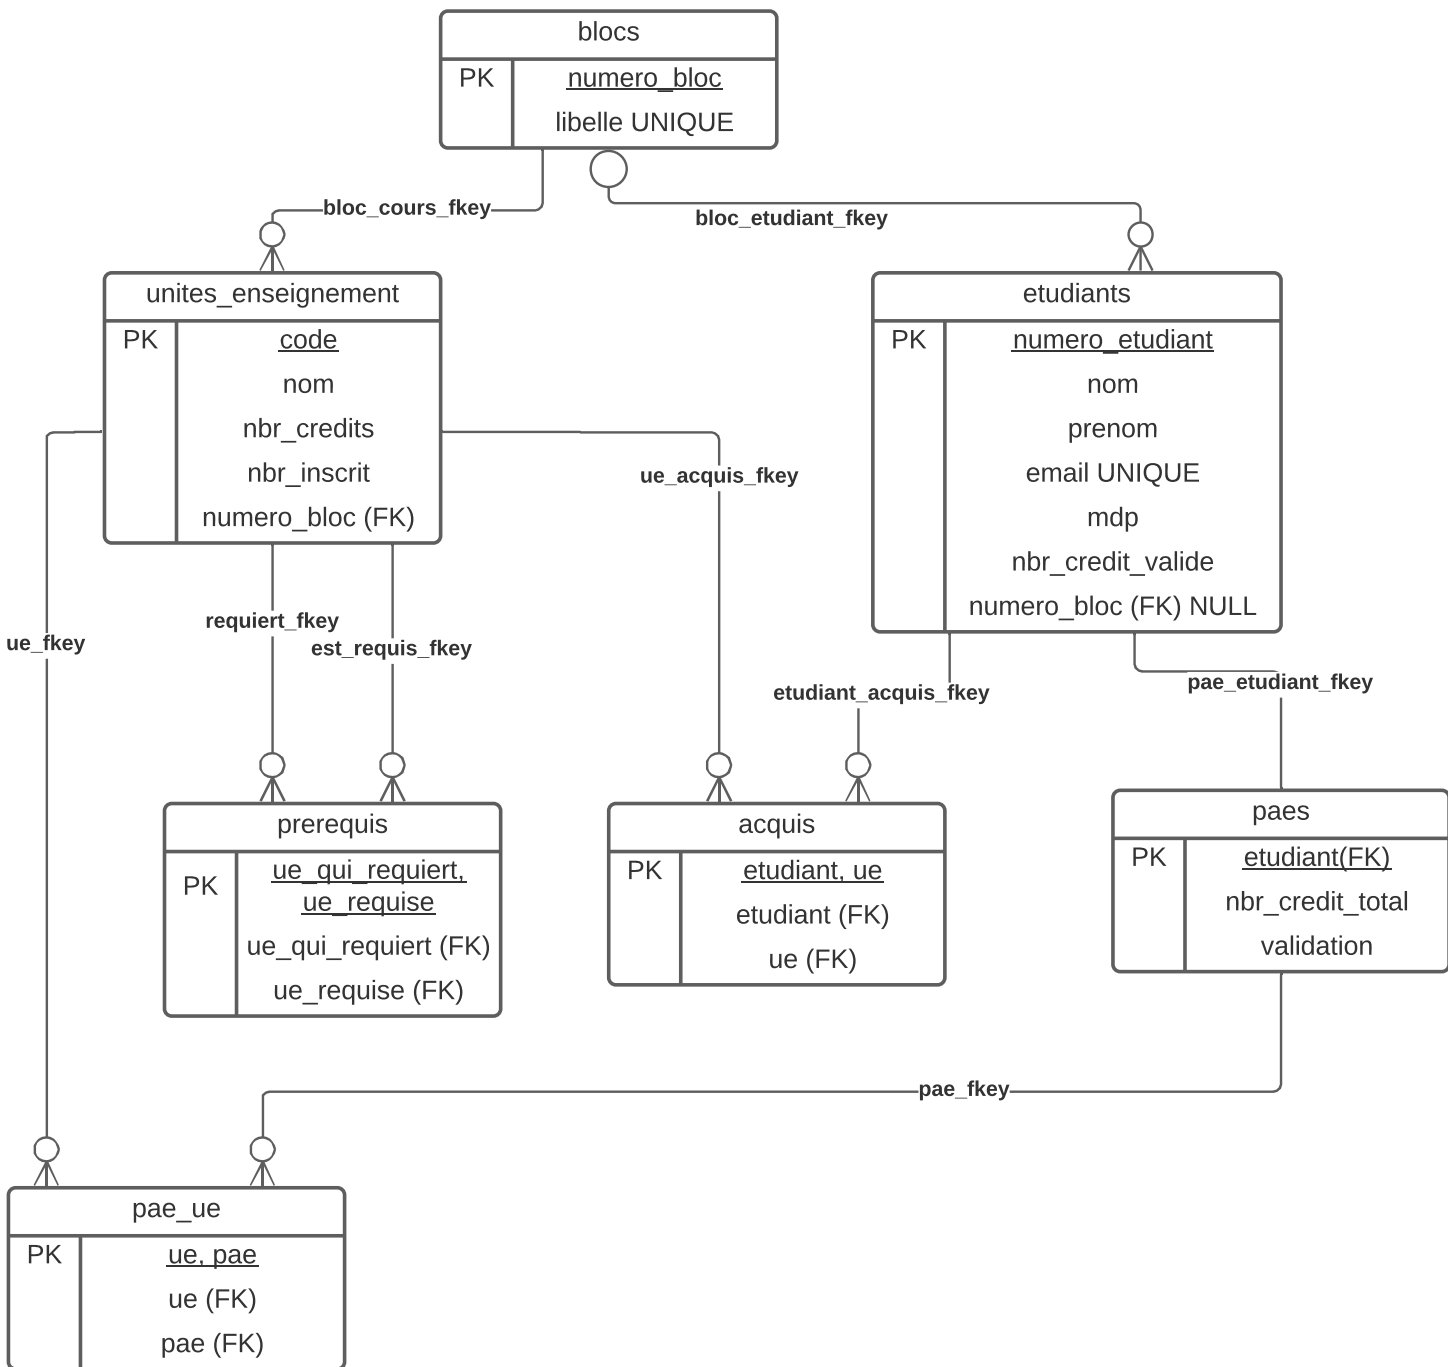 blocs
PK
numero_bloc
libelle UNIQUE
bloc_cours_fkey
bloc_etudiant_fkey
unites_enseignement
PK
code
nom
nbr_credits
nbr_inscrit
numero_bloc (FK)
etudiants
PK
numero_etudiant
nom
prenom
email UNIQUE
mdp
nbr_credit_valide
numero_bloc (FK) NULL
ue_acquis_fkey
ue_fkey
requiert_fkey
est_requis_fkey
etudiant_acquis_fkey
pae_etudiant_fkey
prerequis
PK
ue_qui_requiert,
ue_requise
ue_qui_requiert (FK)
ue_requise (FK)
acquis
PK
etudiant, ue
etudiant (FK)
ue (FK)
paes
PK
etudiant(FK)
nbr_credit_total
validation
pae_fkey
pae_ue
PK
ue, pae
ue (FK)
pae (FK)